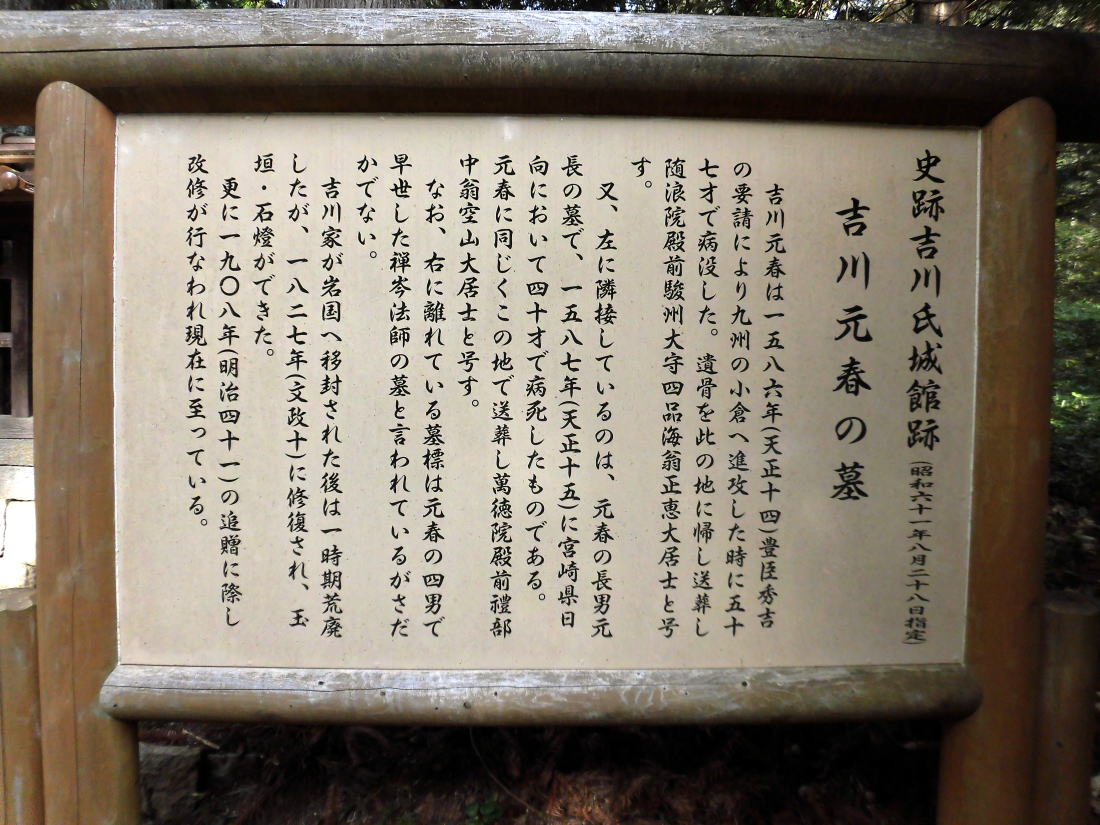 史跡吉川氏城館跡(昭和六十一年八月二十八日指定)
吉川元春の墓
吉川元春は一五八六年(天正十四)豊臣秀吉
の要請により九州の小倉へ進攻した時に五十
七才で病没した。遺骨を此の地に帰し送葬し
随浪院殿前駿州大守四品海翁正恵大居士と号
す。
又、左に隣接しているのは、元春の長男元
長の墓で、一五八七年(天正十五)に宮崎県日
向において四十才で病死したものである。
元春に同じくこの地で送葬し萬徳院殿前禮部
中翁空山大居士と号す。
なお、右に離れている墓標は元春の四男で
早世した禅岑法師の墓と言われているがさだ
かでない。
吉川家が岩国へ移封された後は一時期荒廃
したが、一八二七年(文政十)に修復され、玉
垣・石燈ができた。
更に一九〇八年(明治四十一)の追贈に際し
改修が行なわれ現在に至っている。